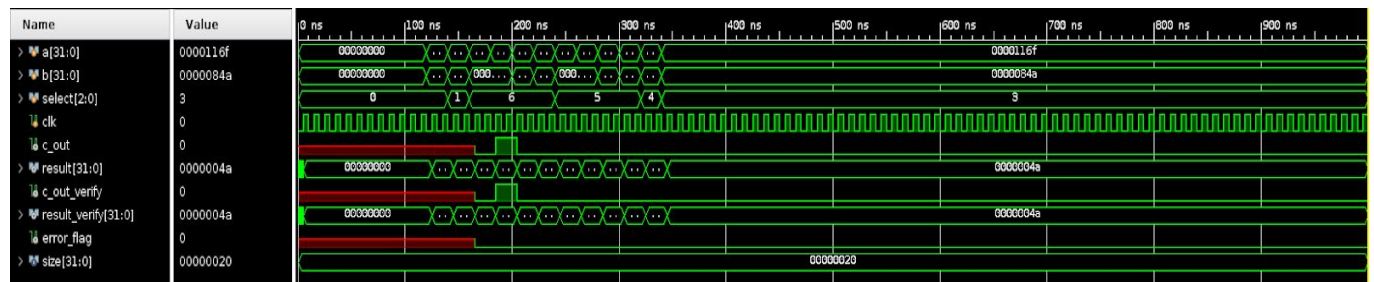 Name Value 0 ns 100 ns 200 ns 300 ns 400 ns 500 ns 600 ns 700 ns 800 ns 900 ns
a[31:0] 0000116f 00000000 .. .. .. .. .. .. .. .. .. .. .. 0000116f
b[31:0] 0000084a 00000000 .. .. 000... .. .. 000... .. .. .. 0000084a
select[2:0] 3 0 1 6 5 4 3
clk 0
c_out 0
result[31:0] 0000004a 00000000 .. .. .. .. .. .. .. .. .. .. .. 0000004a
c_out_verify 0
result_verify[31:0] 0000004a 00000000 .. .. .. .. .. .. .. .. .. .. .. 0000004a
error_flag 0
size[31:0] 00000020 00000020